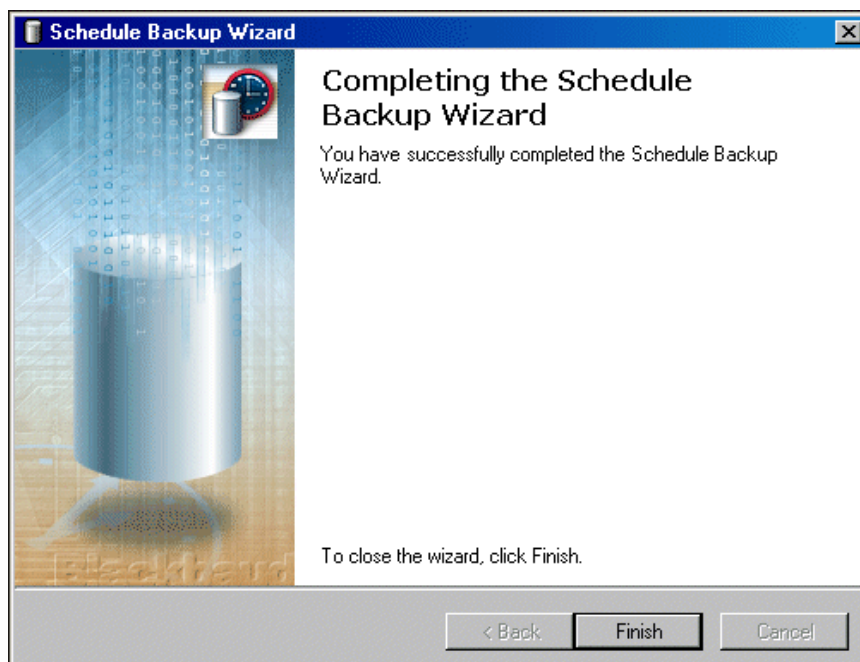 Schedule Backup Wizard
Completing the Schedule
Backup Wizard
You have successfully completed the Schedule Backup
Wizard.
To close the wizard, click Finish.
Blackbaud
< Back
Finish
Cancel